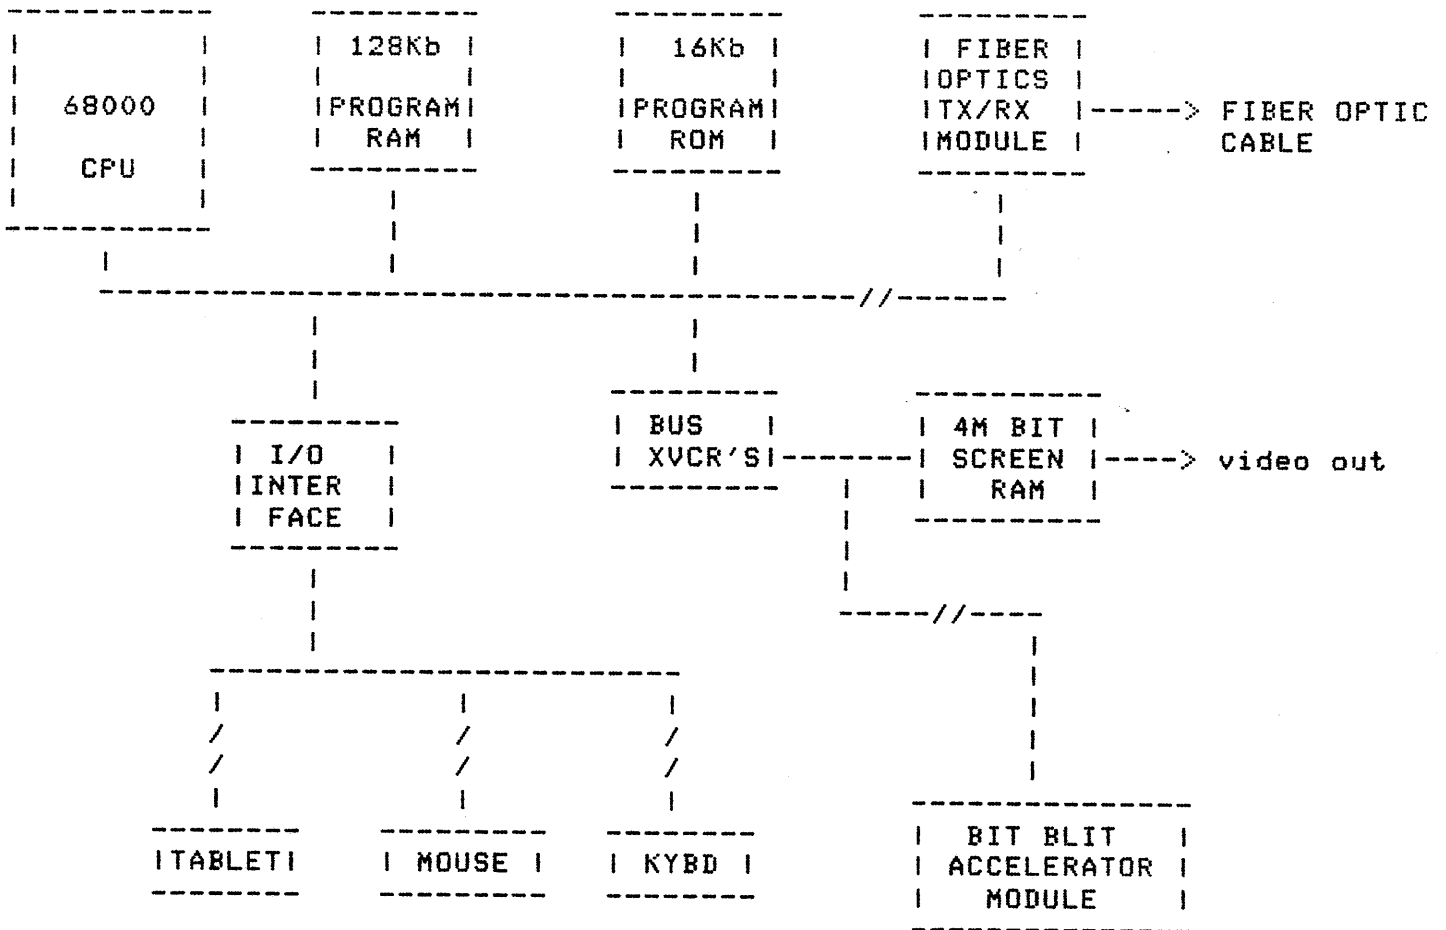 128Kb
16Kb
FIBER
OPTICS
68000
PROGRAM
PROGRAM
TX/RX
FIBER OPTIC
RAM
ROM
MODULE
CABLE
CPU
BUS
4M BIT
I/O
XVCR'S
SCREEN
video out
INTER
RAM
FACE
BIT BLIT
TABLET
MOUSE
KYBD
ACCELERATOR
MODULE